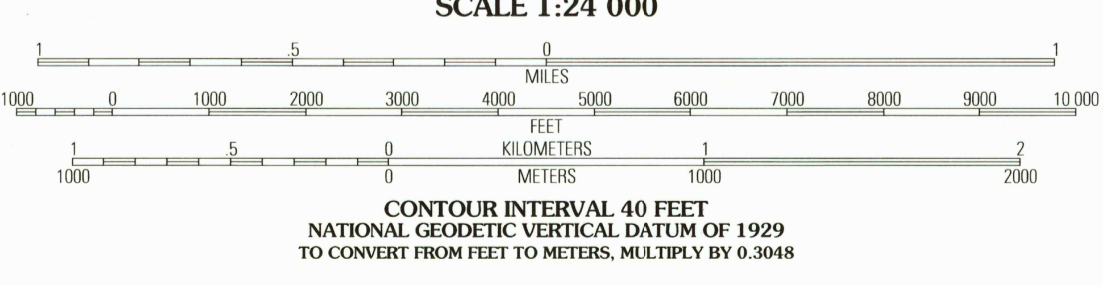 SCALE 1:24 000
1 .5 0 1
MILES
1000 0 1000 2000 3000 4000 5000 6000 7000 8000 9000 10 000
FEET
1 .5 0 KILOMETERS 1 2
1000 0 METERS 1000 2000
CONTOUR INTERVAL 40 FEET
NATIONAL GEODETIC VERTICAL DATUM OF 1929
TO CONVERT FROM FEET TO METERS, MULTIPLY BY 0.3048